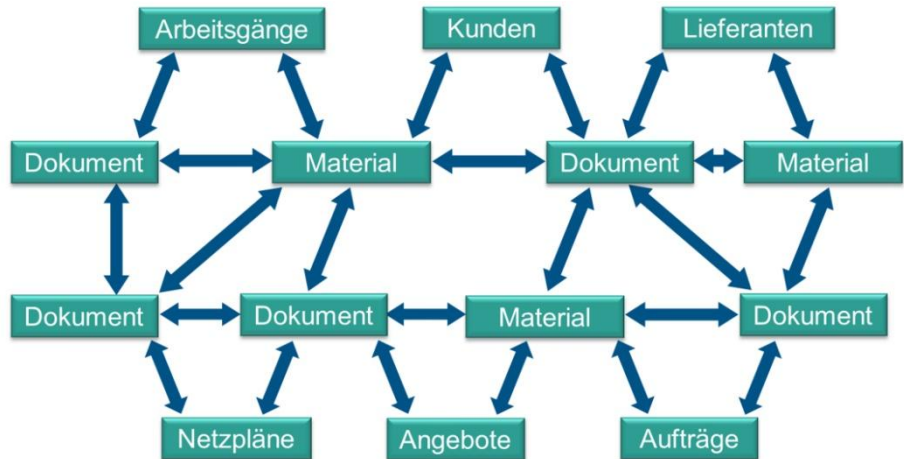 Arbeitsgänge
Kunden
Lieferanten
Dokument
Material
Dokument
Material
Dokument
Dokument
Material
Dokument
Netzpläne
Angebote
Aufträge